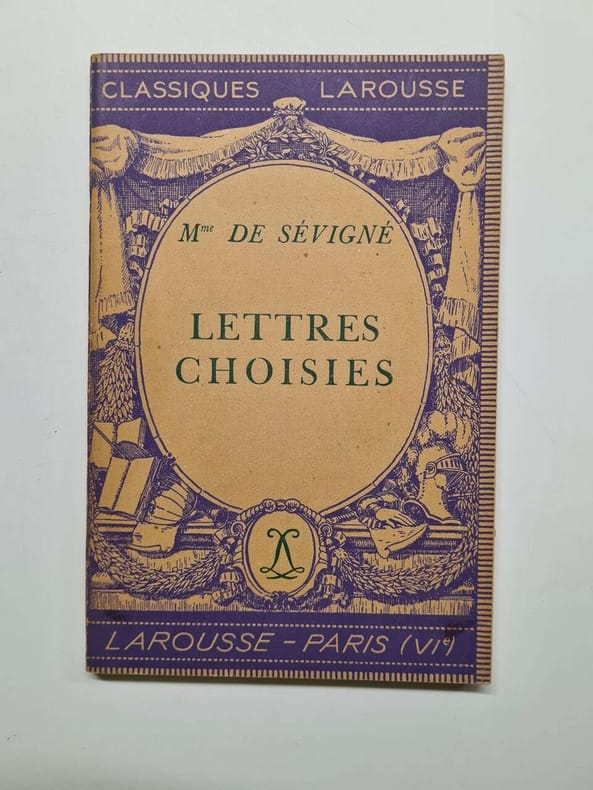 CLASSIQUES LAROUSSE
Mme DE SÉVIGNÉ
LETTRES
CHOISIES
LAROUSSE – PARIS (VIe)